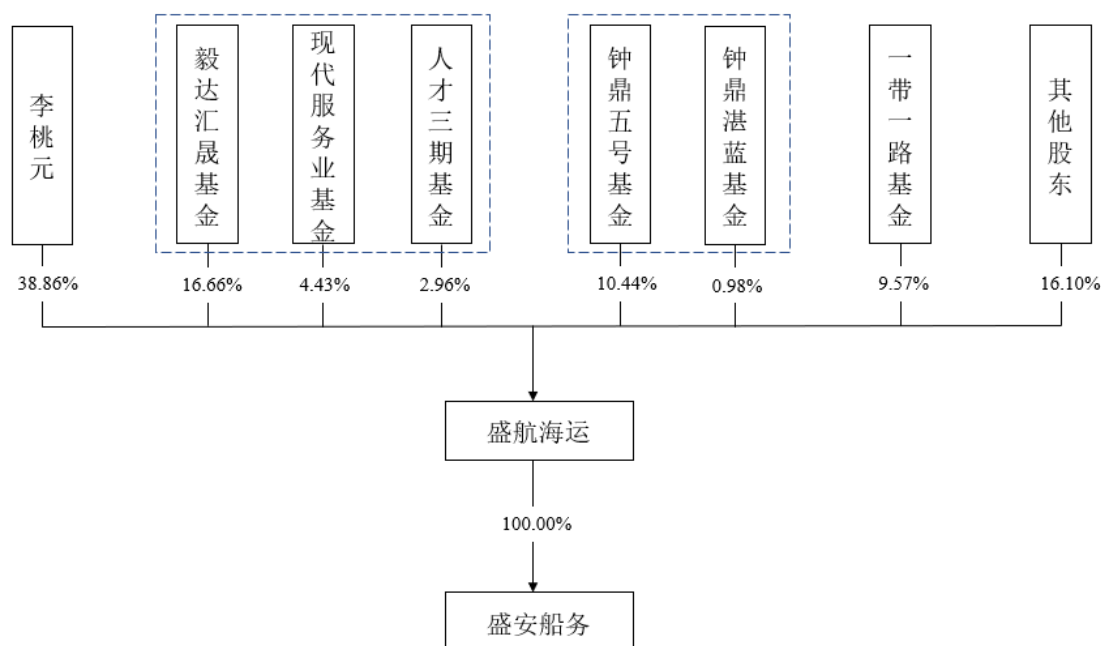 李桃元
毅达汇晟基金
现代服务业基金
人才三期基金
钟鼎五号基金
钟鼎湛蓝基金
一带一路基金
其他股东
38.86%
16.66%
4.43%
2.96%
10.44%
0.98%
9.57%
16.10%
盛航海运
100.00%
盛安船务